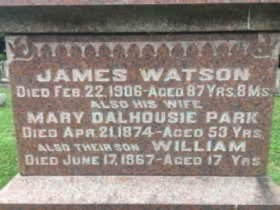 JAMES WATSON
DIED FEB. 22, 1906-AGED 87 YRS. 8 MS.
ALSO HIS WIFE
MARY DALHOUSIE PARK
DIED APR. 21, 1874-AGED 53 YRS.
ALSO THEIR SON WILLIAM
DIED JUNE 17, 1867-AGED 17 YRS.